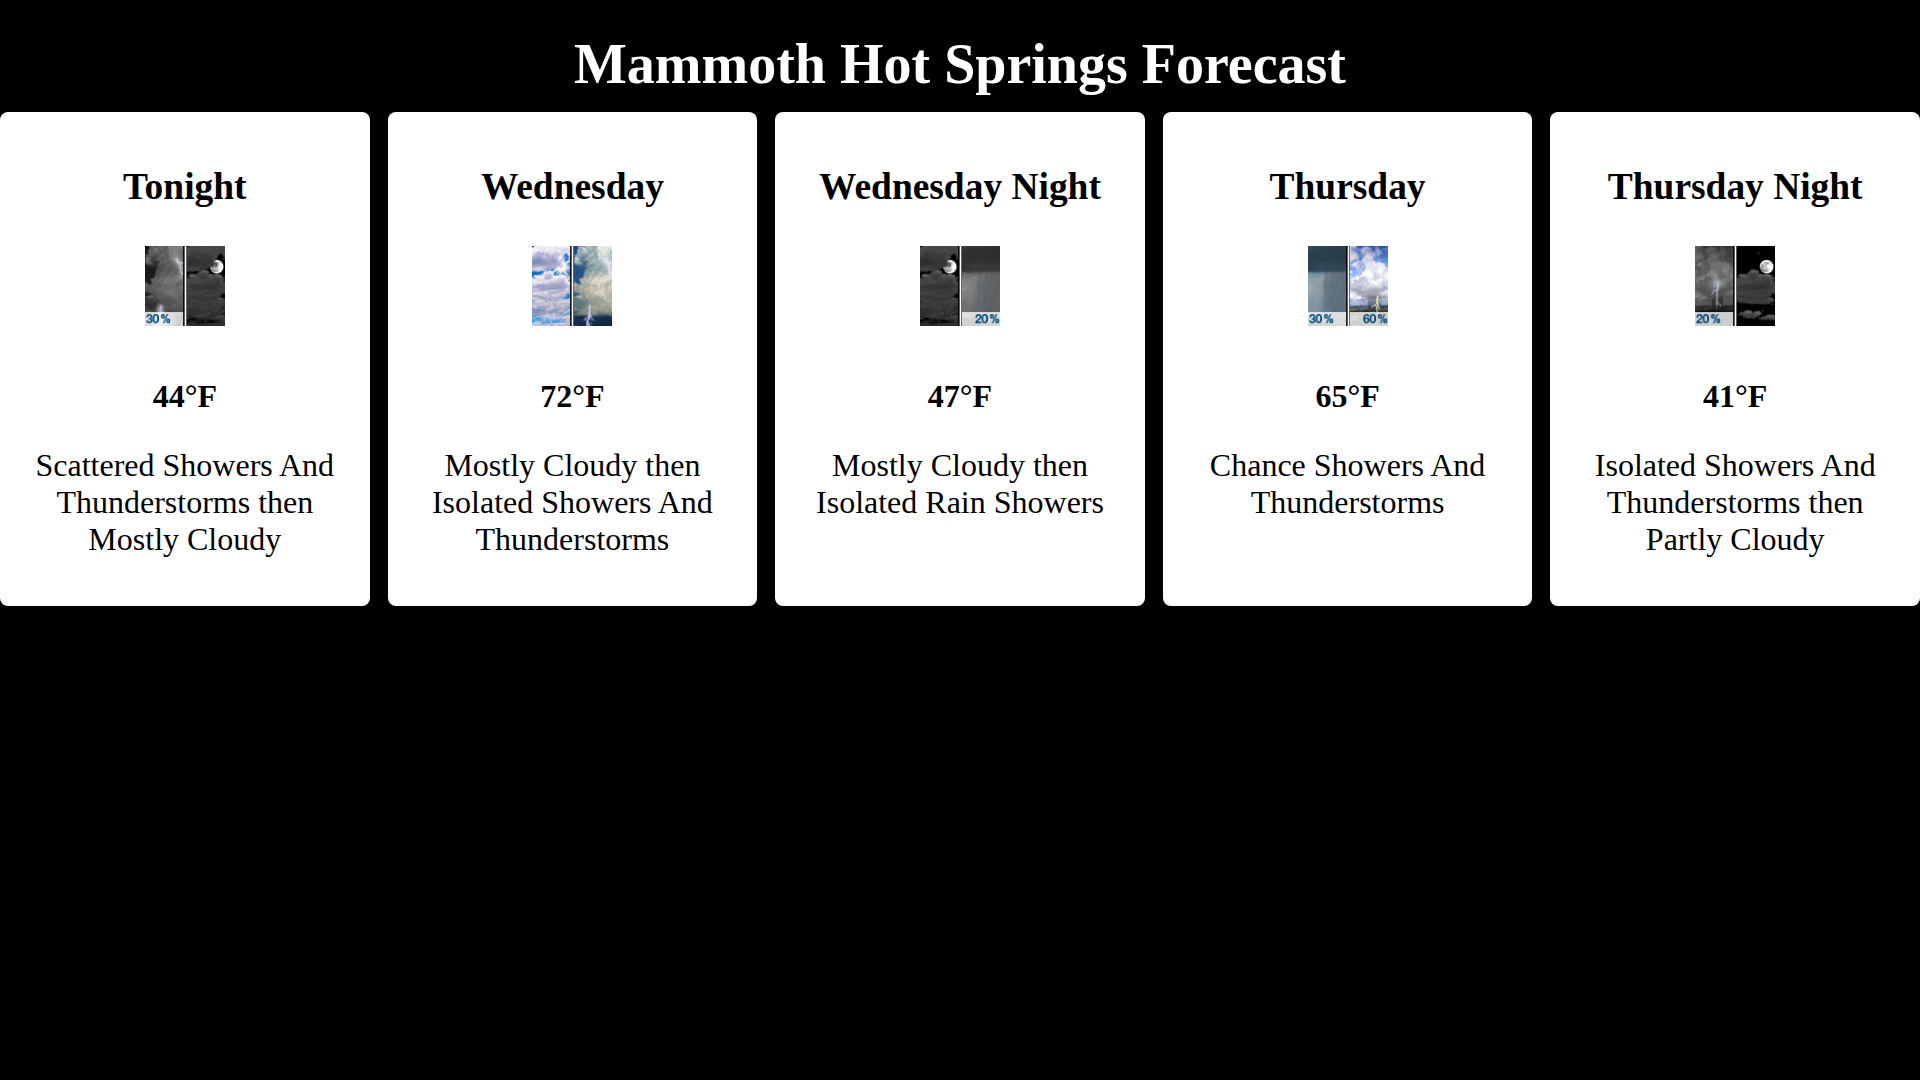 Mammoth Hot Springs Forecast
Tonight
30%
44°F
Scattered Showers And
Thunderstorms then
Mostly Cloudy
Wednesday
72°F
Mostly Cloudy then
Isolated Showers And
Thunderstorms
Wednesday Night
20%
47°F
Mostly Cloudy then
Isolated Rain Showers
Thursday
30% 60%
65°F
Chance Showers And
Thunderstorms
Thursday Night
20%
41°F
Isolated Showers And
Thunderstorms then
Partly Cloudy